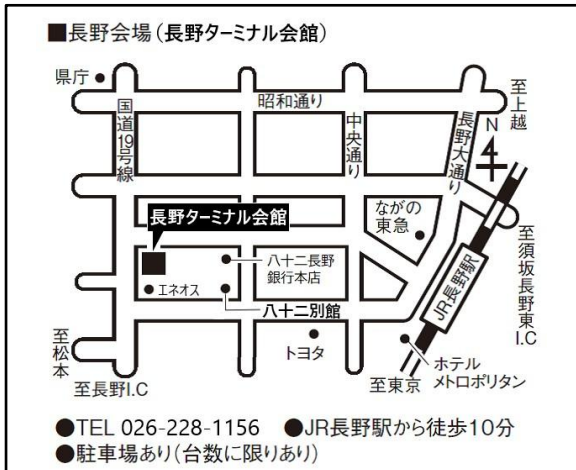 ■長野会場(長野ターミナル会館)
県庁
国道19号線
昭和通り
中央通り
長野大通り
至上越
N
長野ターミナル会館
ながの
東急
八十二長野
銀行本店
エネオス
八十二別館
JR長野駅
至須坂長野東I.C
至松本
トヨタ
ホテル
メトロポリタン
至長野I.C
至東京
●TEL 026-228-1156 ●JR長野駅から徒歩10分
●駐車場あり(台数に限りあり)